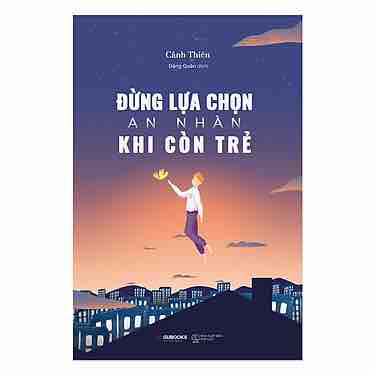 Cảnh Thiên
Đặng Quân dịch
ĐỪNG LỰA CHỌN
AN NHÀN
KHI CÒN TRẺ